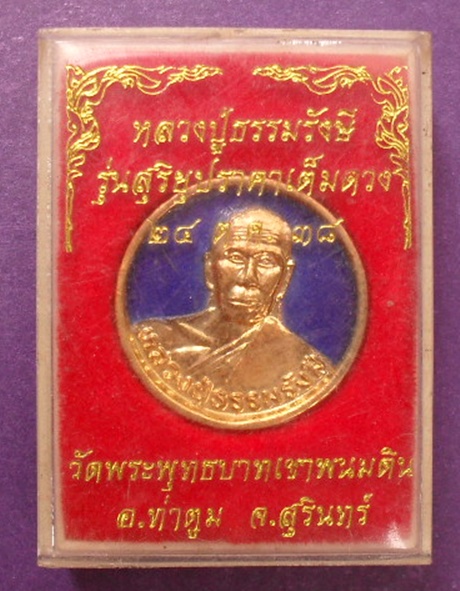 หลวงปู่ธรรมรังษี
รุ่นสุริยุปราคาเต็มดวง
๒๔ ต ค ๓๘
หลวงปู่ธรรมรังษี
วัดพระพุทธบาทเขาพนมดิน
อ.ท่าตูม จ.สุรินทร์